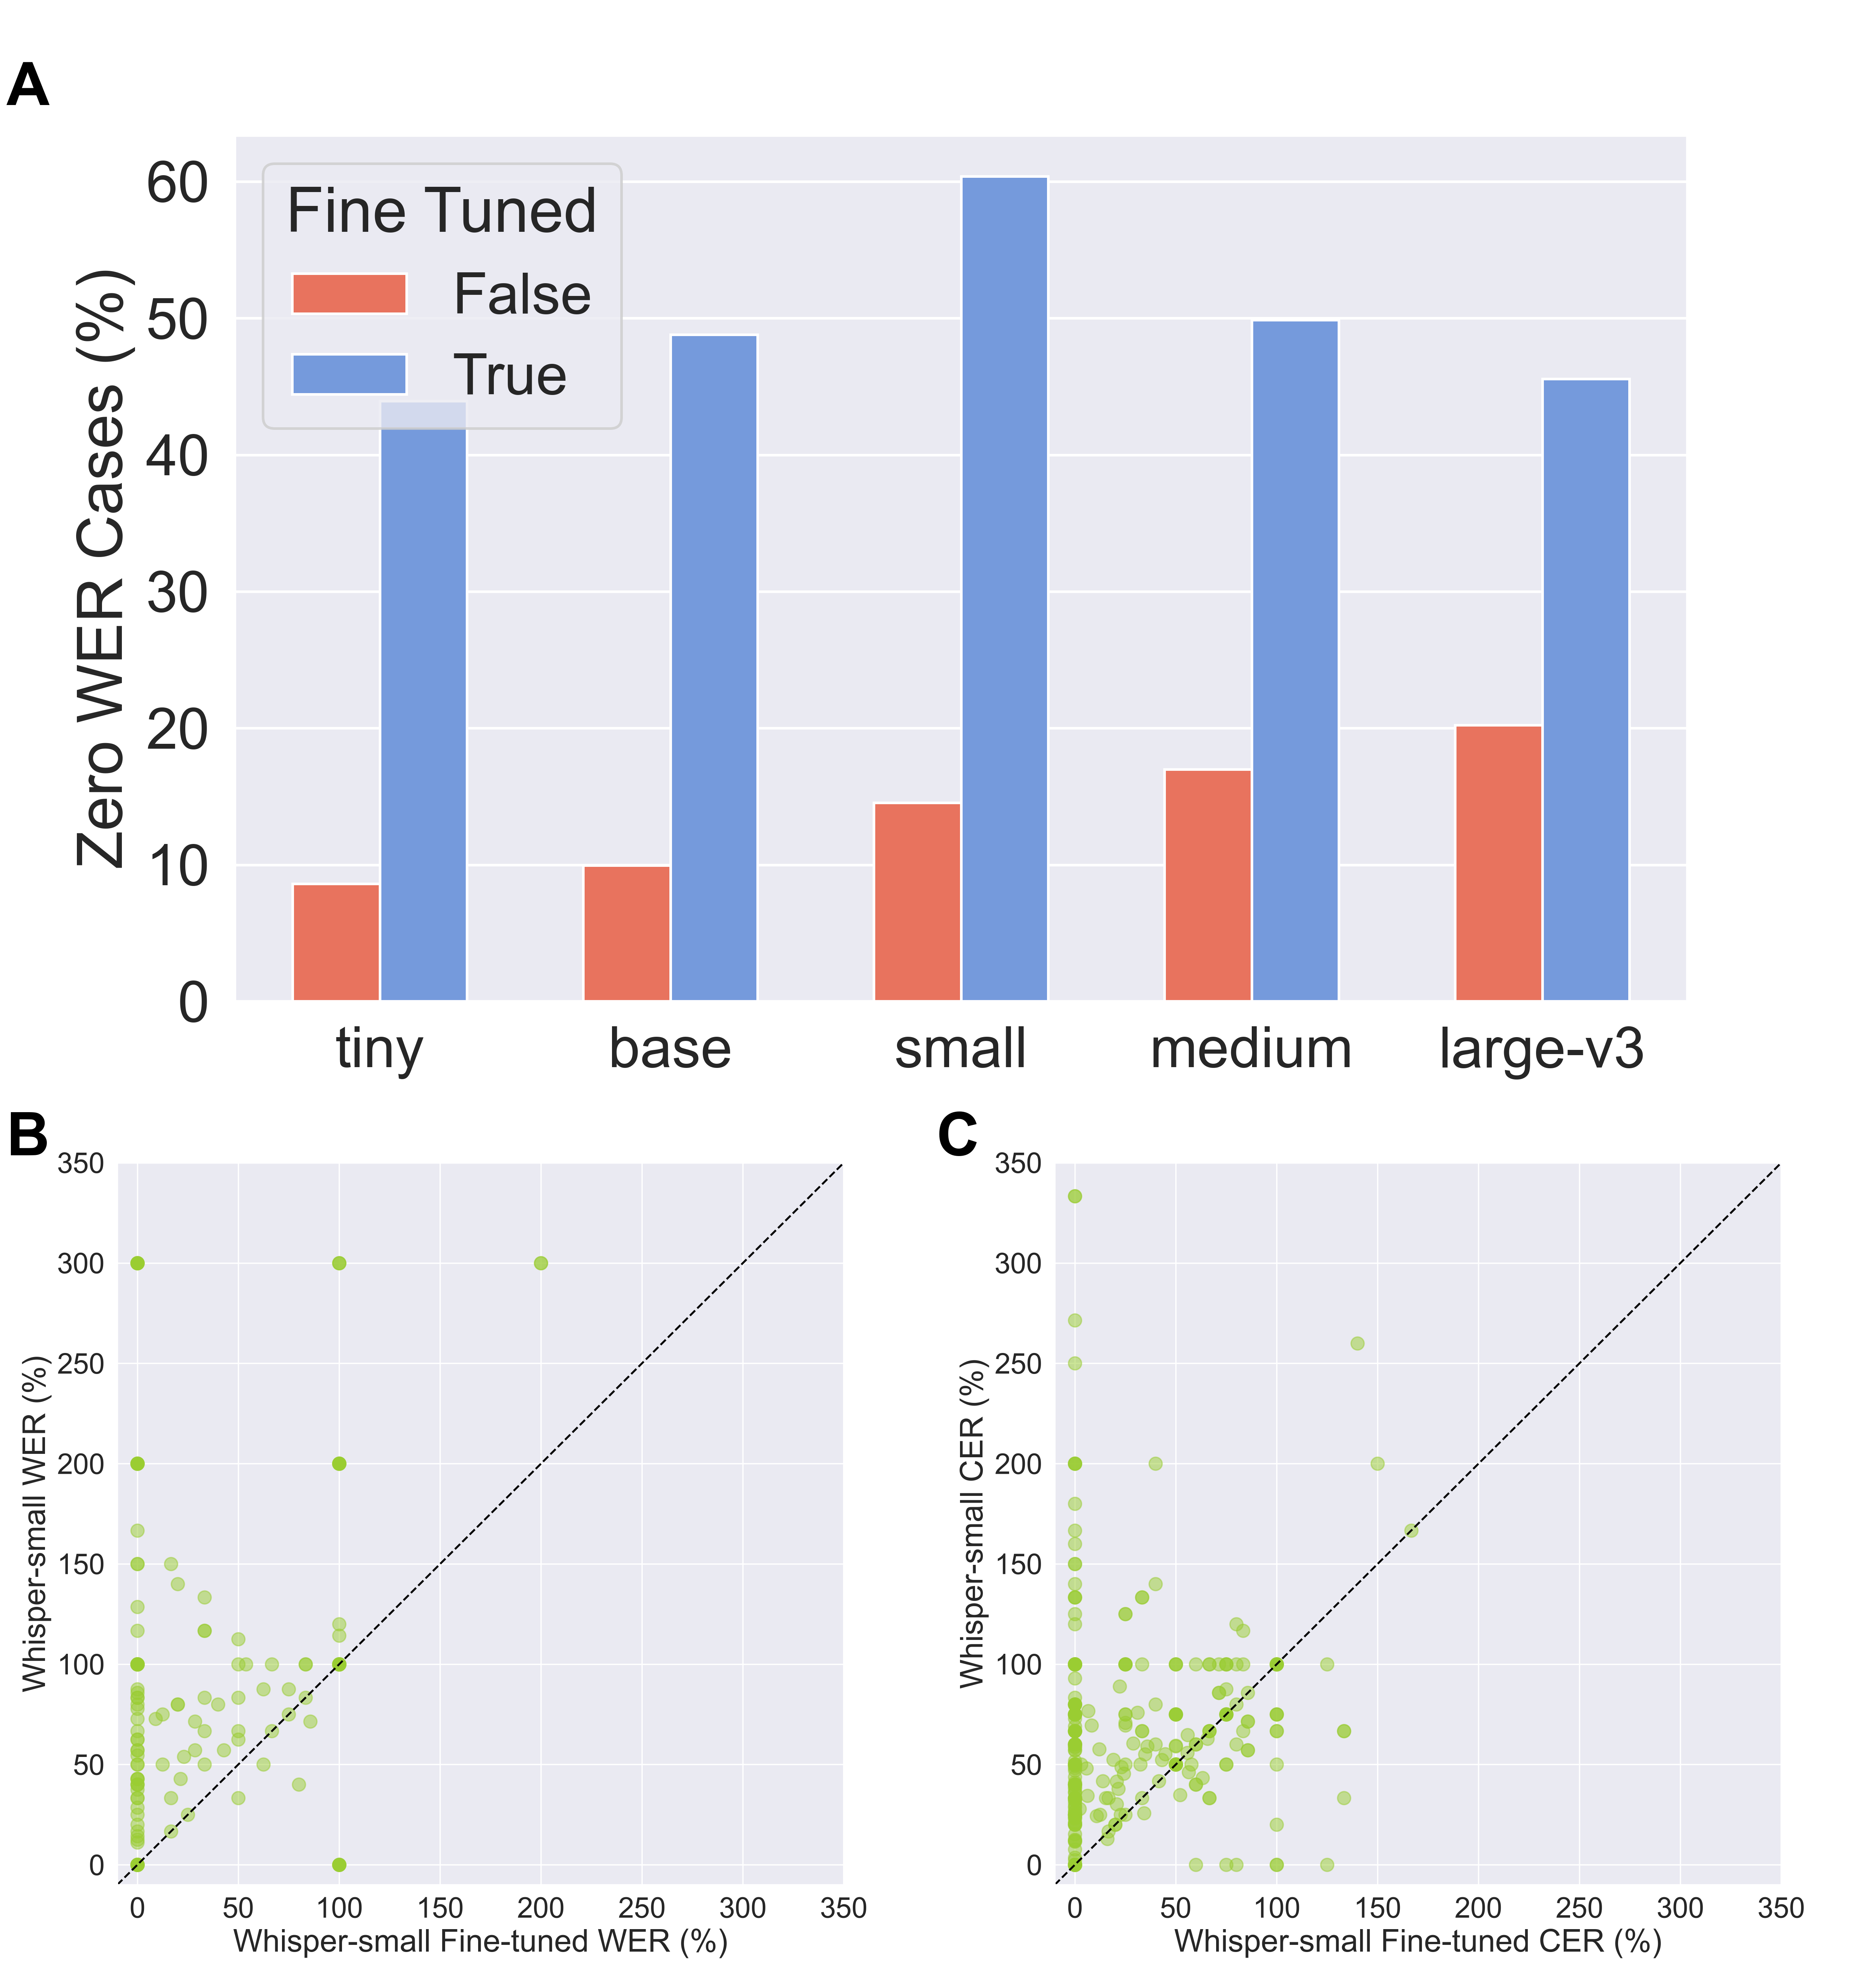 A
Zero WER Cases (%)
60
50
40
30
20
10
0
Fine Tuned
False
True
tiny base small medium large-v3
B
Whisper-small WER (%)
350
300
250
200
150
100
50
0
0 50 100 150 200 250 300 350
Whisper-small Fine-tuned WER (%)
C
Whisper-small CER (%)
350
300
250
200
150
100
50
0
0 50 100 150 200 250 300 350
Whisper-small Fine-tuned CER (%)